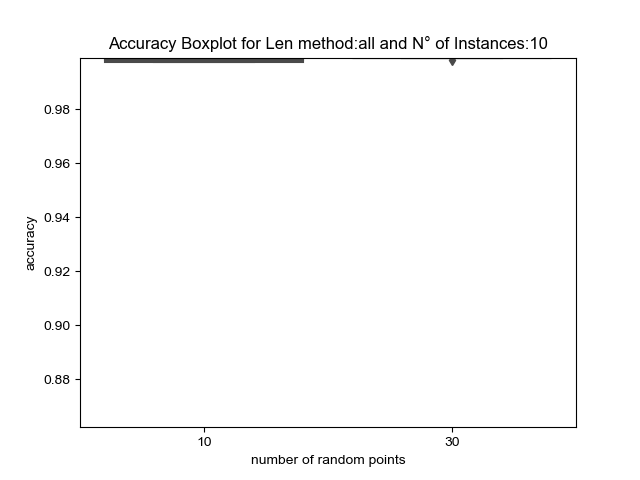 Accuracy Boxplot for Len method:all and N° of Instances:10
0.98
0.96
0.94
0.92
0.90
0.88
accuracy
10 30
number of random points